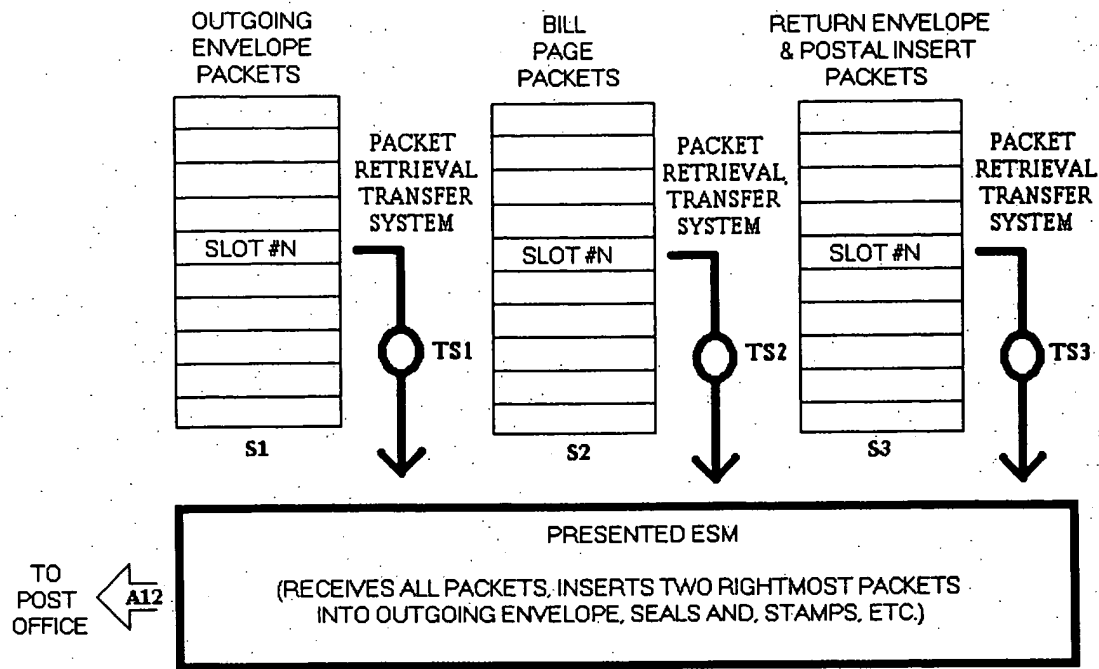 OUTGOING
ENVELOPE
PACKETS
BILL
PAGE
PACKETS
RETURN ENVELOPE
& POSTAL INSERT
PACKETS
PACKET
RETRIEVAL
TRANSFER
SYSTEM
PACKET
RETRIEVAL,
TRANSFER
SYSTEM
PACKET
RETRIEVAL
TRANSFER
SYSTEM
SLOT #N
SLOT #N
SLOT #N
TS1
TS2
TS3
S1
S2
S3
PRESENTED ESM
(RECEIVES ALL PACKETS, INSERTS TWO RIGHTMOST PACKETS
INTO OUTGOING ENVELOPE, SEALS AND, STAMPS, ETC.)
TO
POST
OFFICE
A12